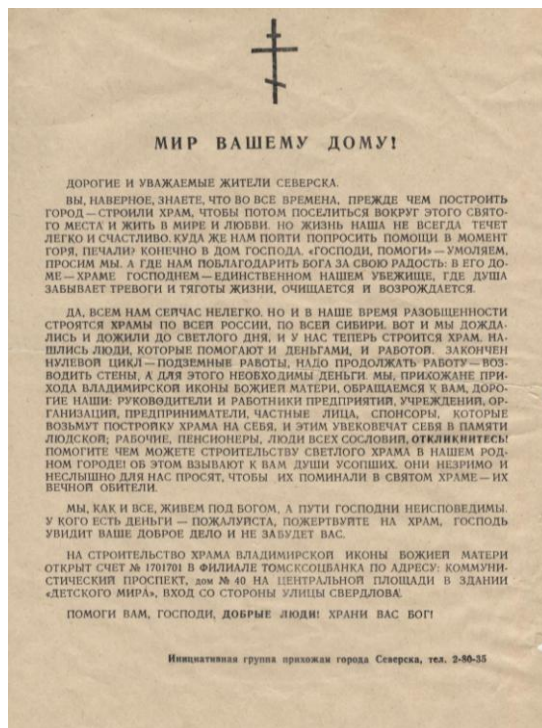 МИР ВАШЕМУ ДОМУ!
ДОРОГИЕ И УВАЖАЕМЫЕ ЖИТЕЛИ СЕВЕРСКА.
ВЫ, НАВЕРНОЕ, ЗНАЕТЕ, ЧТО ВО ВСЕ ВРЕМЕНА, ПРЕЖДЕ ЧЕМ ПОСТРОИТЬ
ГОРОД — СТРОИЛИ ХРАМ, ЧТОБЫ ПОТОМ ПОСЕЛИТЬСЯ ВОКРУГ ЭТОГО СВЯТО-
ГО МЕСТА И ЖИТЬ В МИРЕ И ЛЮБВИ. НО ЖИЗНЬ НАША НЕ ВСЕГДА ТЕЧЕТ
ЛЕГКО И СЧАСТЛИВО. КУДА ЖЕ НАМ ПОЙТИ ПОПРОСИТЬ ПОМОЩИ В МОМЕНТ
ГОРЯ, ПЕЧАЛИ? КОНЕЧНО В ДОМ ГОСПОДА. «ГОСПОДИ, ПОМОГИ» — УМОЛЯЕМ,
ПРОСИМ МЫ. А ГДЕ НАМ ПОБЛАГОДАРИТЬ БОГА ЗА СВОЮ РАДОСТЬ: В ЕГО ДО-
МЕ — ХРАМЕ ГОСПОДНЕМ — ЕДИНСТВЕННОМ НАШЕМ УБЕЖИЩЕ, ГДЕ ДУША
ЗАБЫВАЕТ ТРЕВОГИ И ТЯГОТЫ ЖИЗНИ, ОЧИЩАЕТСЯ И ВОЗРОЖДАЕТСЯ.
ДА, ВСЕМ НАМ СЕЙЧАС НЕЛЕГКО. НО И В НАШЕ ВРЕМЯ РАЗОБЩЕННОСТИ
СТРОЯТСЯ ХРАМЫ ПО ВСЕЙ РОССИИ, ПО ВСЕЙ СИБИРИ. ВОТ И МЫ ДОЖДА-
ЛИСЬ И ДОЖИЛИ ДО СВЕТЛОГО ДНЯ, И У НАС ТЕПЕРЬ СТРОИТСЯ ХРАМ. НА-
ШЛИСЬ ЛЮДИ, КОТОРЫЕ ПОМОГАЮТ И ДЕНЬГАМИ, И РАБОТОЙ. ЗАКОНЧЕН
НУЛЕВОЙ ЦИКЛ — ПОДЗЕМНЫЕ РАБОТЫ, НАДО ПРОДОЛЖАТЬ РАБОТУ — ВОЗ-
ВОДИТЬ СТЕНЫ, А ДЛЯ ЭТОГО НЕОБХОДИМЫ ДЕНЬГИ. МЫ, ПРИХОЖАНЕ ПРИ-
ХОДА ВЛАДИМИРСКОЙ ИКОНЫ БОЖИЕЙ МАТЕРИ, ОБРАЩАЕМСЯ К ВАМ, ДОРО-
ГИЕ НАШИ: РУКОВОДИТЕЛИ И РАБОТНИКИ ПРЕДПРИЯТИЙ, УЧРЕЖДЕНИЙ, ОР-
ГАНИЗАЦИЙ, ПРЕДПРИНИМАТЕЛИ, ЧАСТНЫЕ ЛИЦА, СПОНСОРЫ, КОТОРЫЕ
ВОЗЬМУТ ПОСТРОЙКУ ХРАМА НА СЕБЯ, И ЭТИМ УВЕКОВЕЧАТ СЕБЯ В ПАМЯТИ
ЛЮДСКОЙ; РАБОЧИЕ, ПЕНСИОНЕРЫ, ЛЮДИ ВСЕХ СОСЛОВИЙ, ОТКЛИКНИТЕСЬ!
ПОМОГИТЕ ЧЕМ МОЖЕТЕ СТРОИТЕЛЬСТВУ СВЕТЛОГО ХРАМА В НАШЕМ РОД-
НОМ ГОРОДЕ! ОБ ЭТОМ ВЗЫВАЮТ К ВАМ ДУШИ УСОПШИХ. ОНИ НЕЗРИМО И
НЕСЛЫШНО ДЛЯ НАС ПРОСЯТ, ЧТОБЫ ИХ ПОМИНАЛИ В СВЯТОМ ХРАМЕ — ИХ
ВЕЧНОЙ ОБИТЕЛИ.
МЫ, КАК И ВСЕ, ЖИВЕМ ПОД БОГОМ, А ПУТИ ГОСПОДНИ НЕИСПОВЕДИМЫ.
У КОГО ЕСТЬ ДЕНЬГИ — ПОЖАЛУЙСТА, ПОЖЕРТВУЙТЕ НА ХРАМ, ГОСПОДЬ
УВИДИТ ВАШЕ ДОБРОЕ ДЕЛО И НЕ ЗАБУДЕТ ВАС.
НА СТРОИТЕЛЬСТВО ХРАМА ВЛАДИМИРСКОЙ ИКОНЫ БОЖИЕЙ МАТЕРИ
ОТКРЫТ СЧЕТ № 1701701 В ФИЛИАЛЕ ТОМСКСОЦБАНКА ПО АДРЕСУ: КОММУНИ-
СТИЧЕСКИЙ ПРОСПЕКТ, дом № 40 НА ЦЕНТРАЛЬНОЙ ПЛОЩАДИ В ЗДАНИИ
«ДЕТСКОГО МИРА», ВХОД СО СТОРОНЫ УЛИЦЫ СВЕРДЛОВА.
ПОМОГИ ВАМ, ГОСПОДИ, ДОБРЫЕ ЛЮДИ! ХРАНИ ВАС БОГ!
Инициативная группа прихожан города Северска, тел. 2-80-35